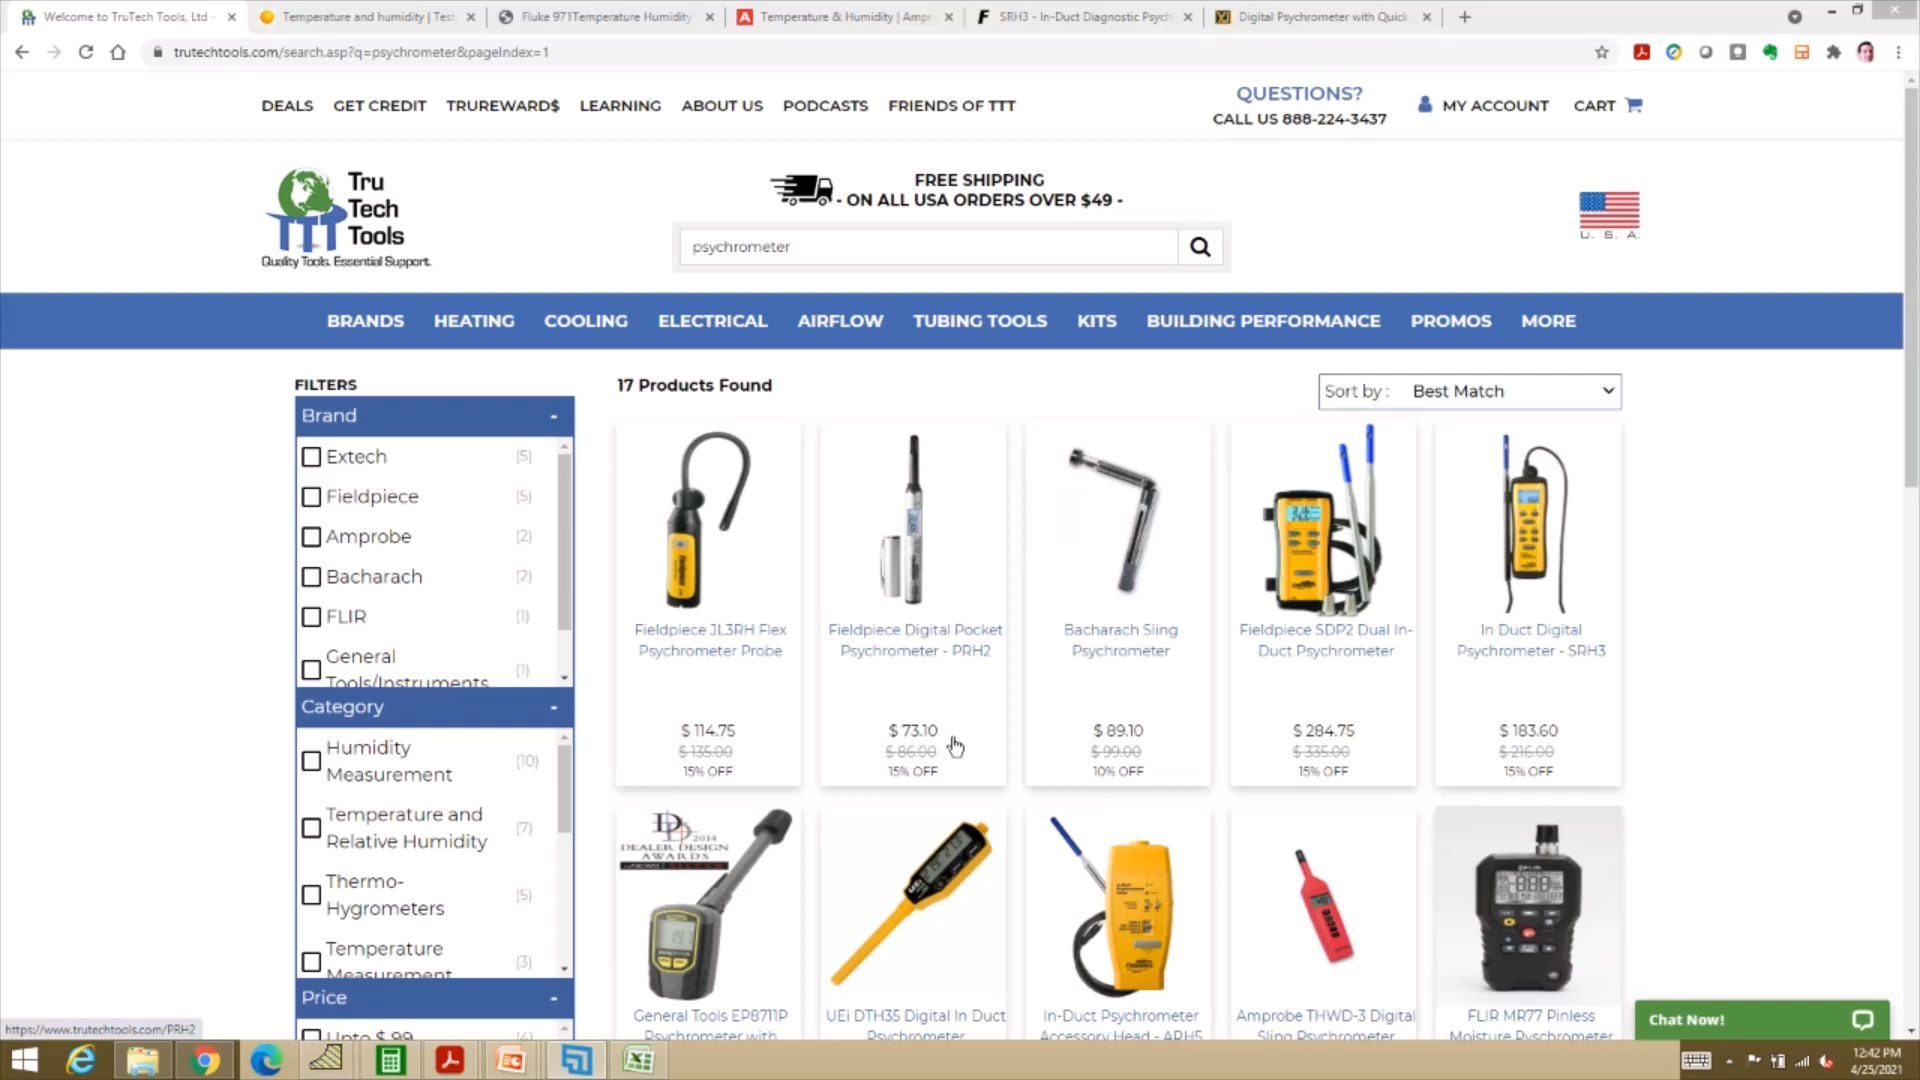 Welcome to TruTech Tools, Ltd -
Temperature and humidity | Test
Fluke 971Temperature Humidity
Temperature & Humidity | Ampr
SRH3 - In-Duct Diagnostic Psych
Digital Psychrometer with Quick
trutechtools.com/search.asp?q=psychrometer&pageIndex=1
DEALS GET CREDIT TRUREWARD$ LEARNING ABOUT US PODCASTS FRIENDS OF TTT
QUESTIONS?
CALL US 888-224-3437
MY ACCOUNT CART
Tru
Tech
Tools
Quality Tools. Essential Support.
FREE SHIPPING
- ON ALL USA ORDERS OVER $49 -
psychrometer
U. S. A.
BRANDS HEATING COOLING ELECTRICAL AIRFLOW TUBING TOOLS KITS BUILDING PERFORMANCE PROMOS MORE
FILTERS
Brand -
Extech (5)
Fieldpiece (5)
Amprobe (2)
Bacharach (2)
FLIR (1)
General
Tools/Instruments (1)
Category -
Humidity
Measurement (10)
Temperature and
Relative Humidity (7)
Thermo-
Hygrometers (5)
Temperature
Measurement (3)
Price -
Upto $ 99 (4)
17 Products Found
Sort by : Best Match
Fieldpiece JL3RH Flex
Psychrometer Probe
$ 114.75
$ 135.00
15% OFF
Fieldpiece Digital Pocket
Psychrometer - PRH2
$ 73.10
$ 86.00
15% OFF
Bacharach Sling
Psychrometer
$ 89.10
$ 99.00
10% OFF
Fieldpiece SDP2 Dual In-
Duct Psychrometer
$ 284.75
$ 335.00
15% OFF
In Duct Digital
Psychrometer - SRH3
$ 183.60
$ 216.00
15% OFF
2014
DEALER DESIGN
AWARDS
General Tools EP8711P
Psychrometer with
UEi DTH35 Digital In Duct
Psychrometer
In-Duct Psychrometer
Accessory Head - ARH5
Amprobe THWD-3 Digital
Sling Psychrometer
FLIR MR77 Pinless
Moisture Psychrometer
Chat Now!
https://www.trutechtools.com/PRH2
12:42 PM
4/25/2021